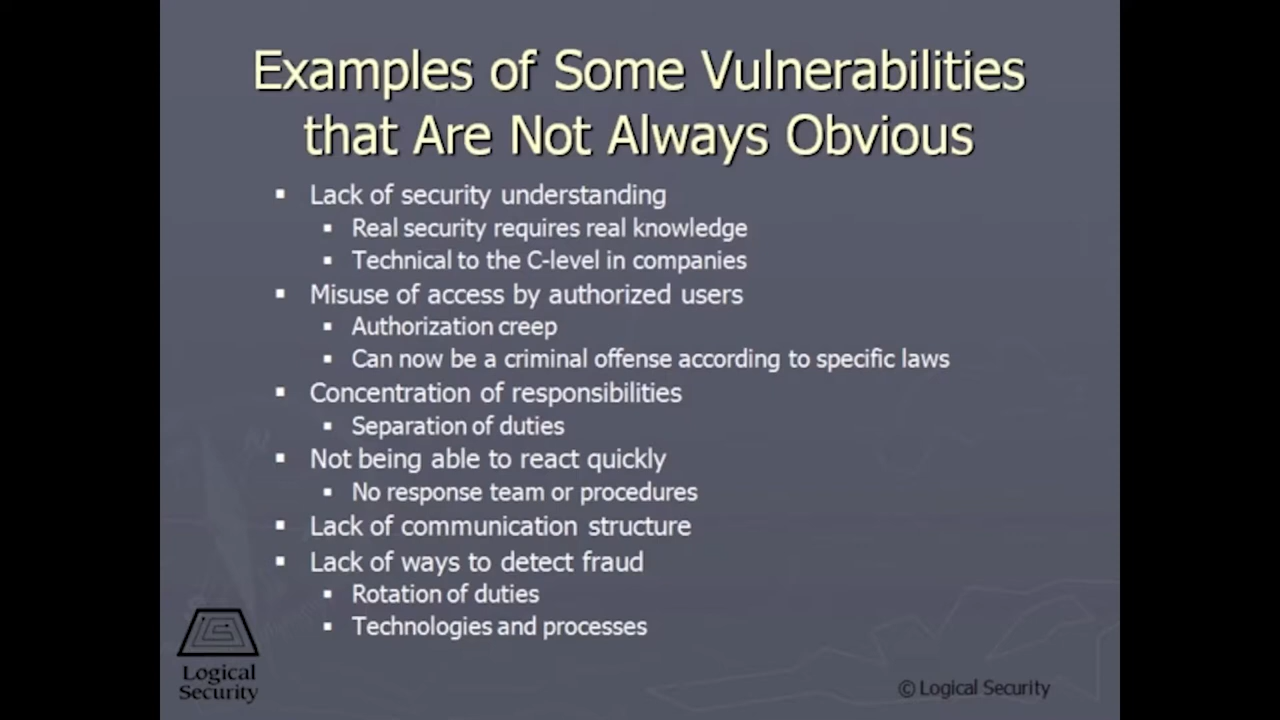 Examples of Some Vulnerabilities
that Are Not Always Obvious
▪ Lack of security understanding
▪ Real security requires real knowledge
▪ Technical to the C-level in companies
▪ Misuse of access by authorized users
▪ Authorization creep
▪ Can now be a criminal offense according to specific laws
▪ Concentration of responsibilities
▪ Separation of duties
▪ Not being able to react quickly
▪ No response team or procedures
▪ Lack of communication structure
▪ Lack of ways to detect fraud
▪ Rotation of duties
▪ Technologies and processes
Logical
Security
© Logical Security